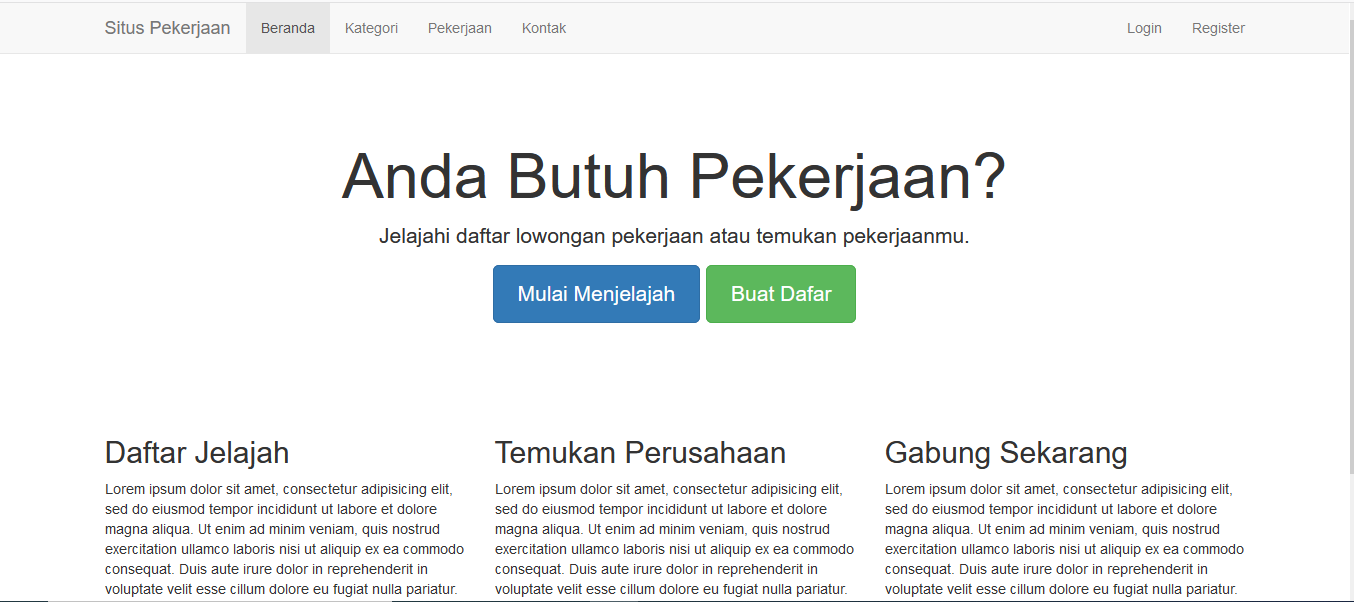 Situs Pekerjaan Beranda Kategori Pekerjaan Kontak Login Register
Anda Butuh Pekerjaan?
Jelajahi daftar lowongan pekerjaan atau temukan pekerjaanmu.
Mulai Menjelajah Buat Dafar
Daftar Jelajah
Lorem ipsum dolor sit amet, consectetur adipisicing elit,
sed do eiusmod tempor incididunt ut labore et dolore
magna aliqua. Ut enim ad minim veniam, quis nostrud
exercitation ullamco laboris nisi ut aliquip ex ea commodo
consequat. Duis aute irure dolor in reprehenderit in
voluptate velit esse cillum dolore eu fugiat nulla pariatur.
Temukan Perusahaan
Lorem ipsum dolor sit amet, consectetur adipisicing elit,
sed do eiusmod tempor incididunt ut labore et dolore
magna aliqua. Ut enim ad minim veniam, quis nostrud
exercitation ullamco laboris nisi ut aliquip ex ea commodo
consequat. Duis aute irure dolor in reprehenderit in
voluptate velit esse cillum dolore eu fugiat nulla pariatur.
Gabung Sekarang
Lorem ipsum dolor sit amet, consectetur adipisicing elit,
sed do eiusmod tempor incididunt ut labore et dolore
magna aliqua. Ut enim ad minim veniam, quis nostrud
exercitation ullamco laboris nisi ut aliquip ex ea commodo
consequat. Duis aute irure dolor in reprehenderit in
voluptate velit esse cillum dolore eu fugiat nulla pariatur.